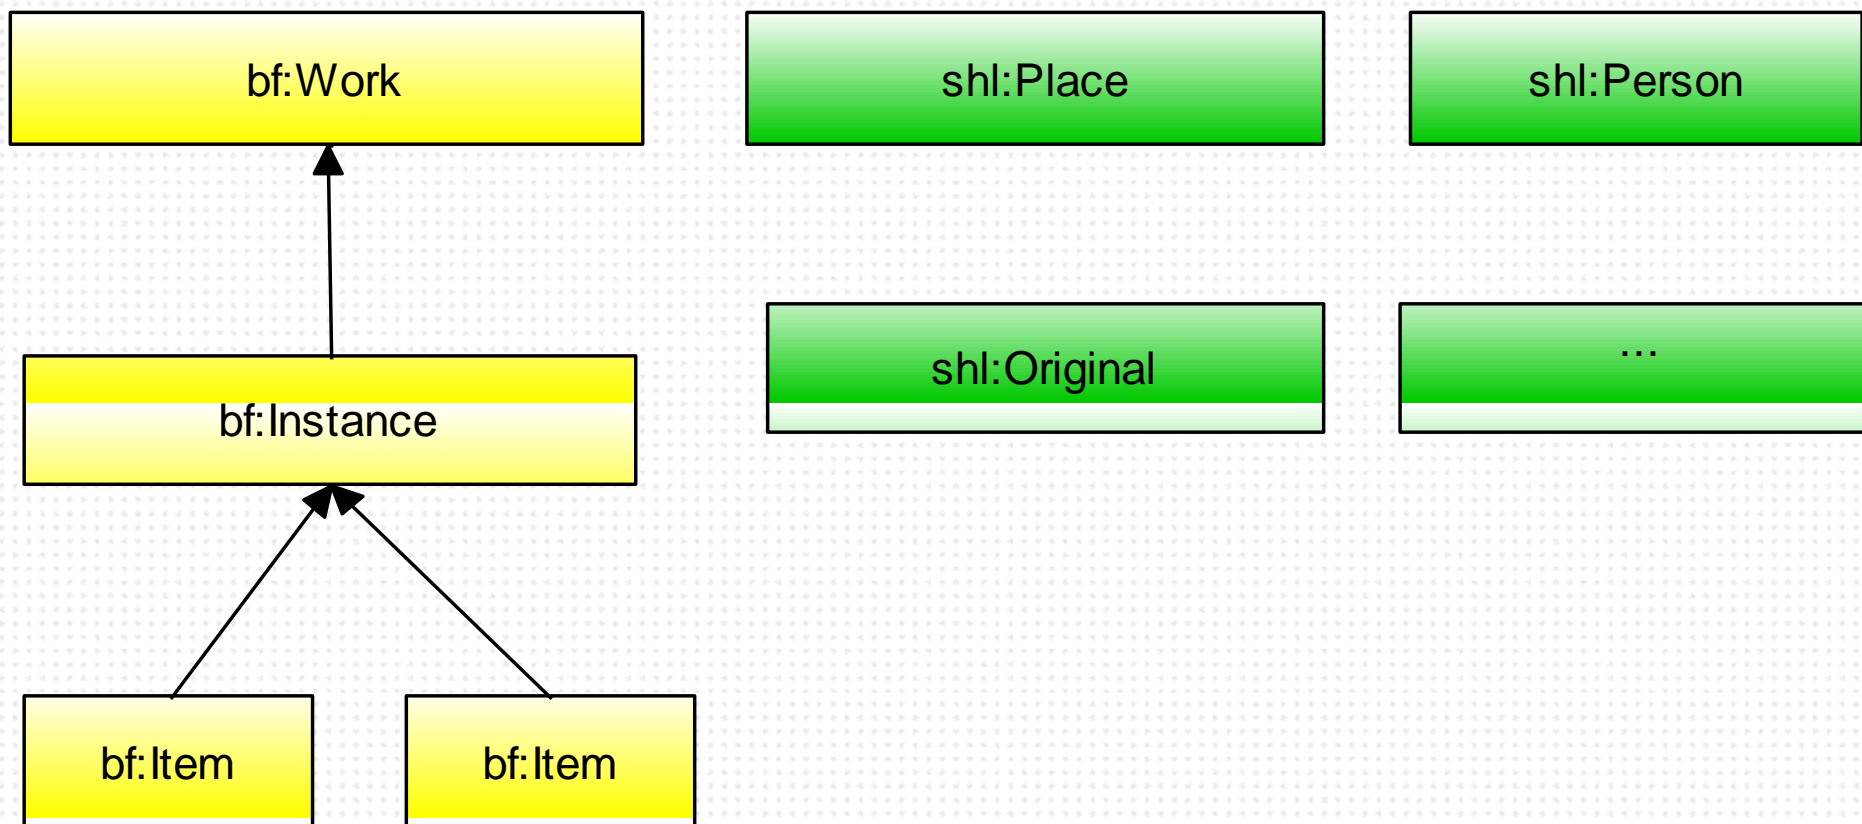 bf:Work
shl:Place
shl:Person
bf:Instance
shl:Original
...
bf:Item
bf:Item